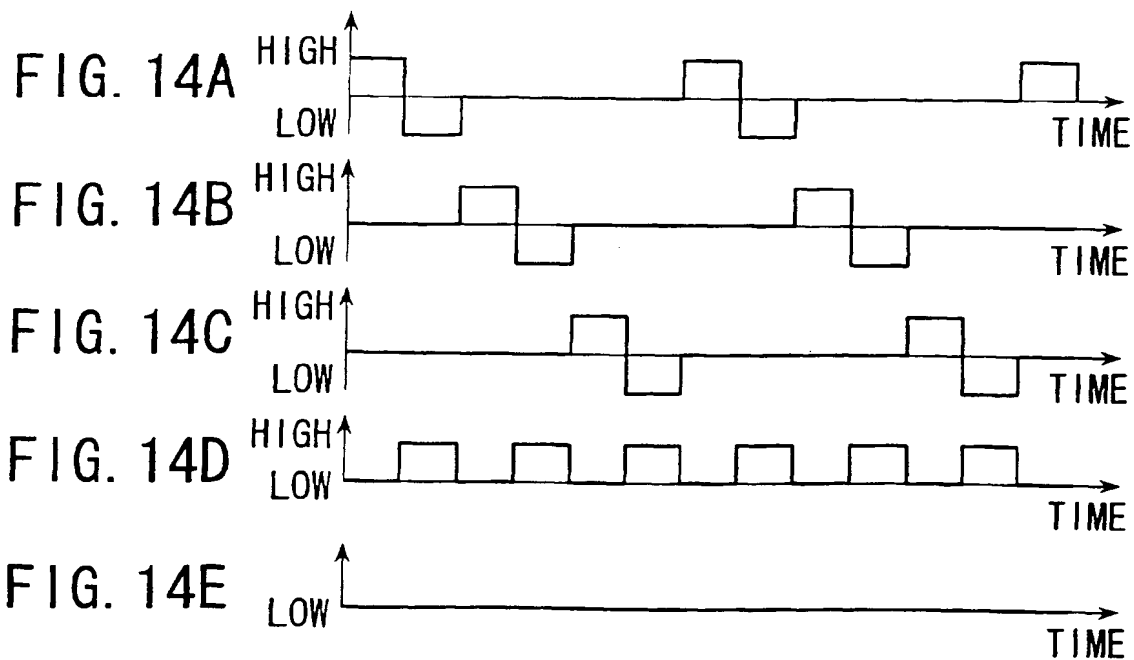 FIG. 14A
HIGH
LOW
TIME
FIG. 14B
HIGH
LOW
TIME
FIG. 14C
HIGH
LOW
TIME
FIG. 14D
HIGH
LOW
TIME
FIG. 14E
LOW
TIME